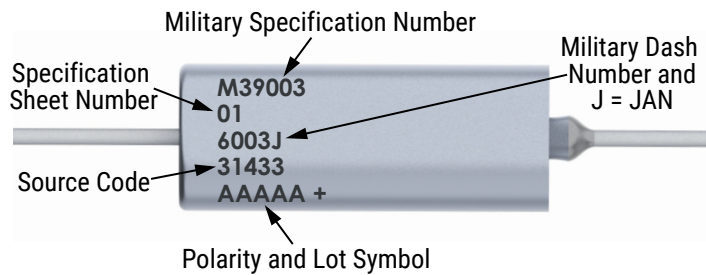 Military Specification Number
Specification
Sheet Number
Military Dash
Number and
J = JAN
M39003
01
6003J
31433
AAAAA +
Source Code
Polarity and Lot Symbol